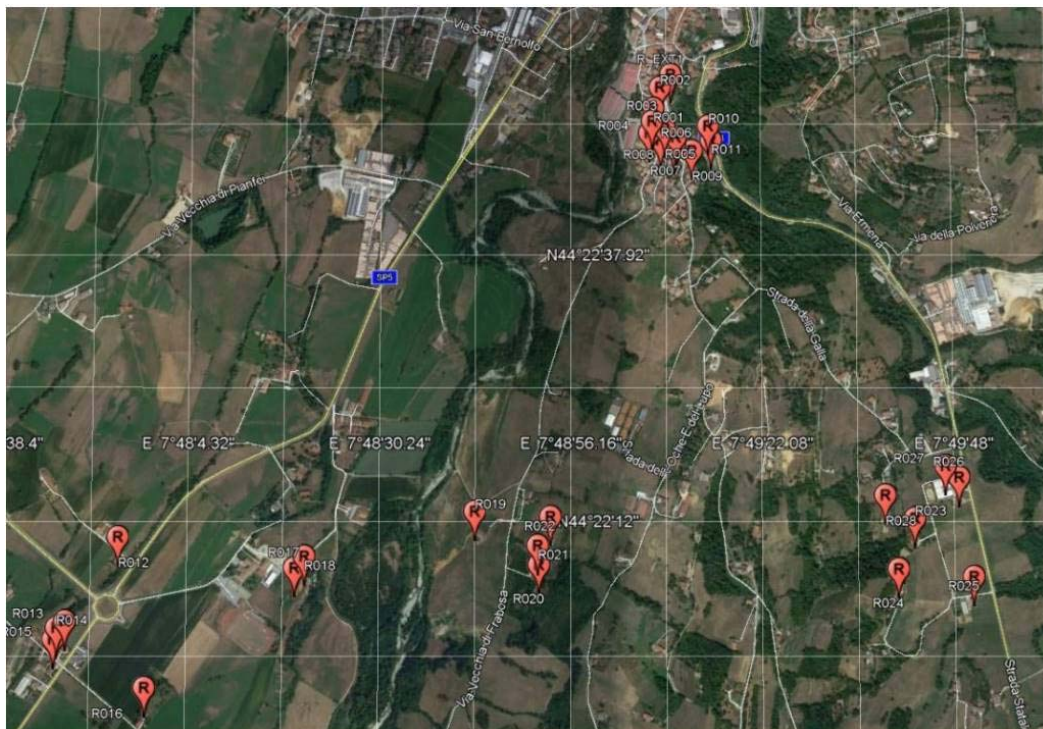 Via San Bernolfo
R_EXT1
R002
R003
R001
R010
R004
R006
R008
R005
R011
R007
R009
Via Vecchia di Pianfei
Via Ermena
Via della Polveriera
N44°22'37.92"
SP5
Strada della Galla
38.4"
E 7°48'4.32"
E 7°48'30.24"
E 7°48'56.16"
E 7°49'22.08"
E 7°49'48"
R027
R026
R019
R022
N44°22'12"
R023
R028
R012
R017
R018
R021
R020
R024
R025
R013
R014
R015
Via Vecchia di Frabosa
R016